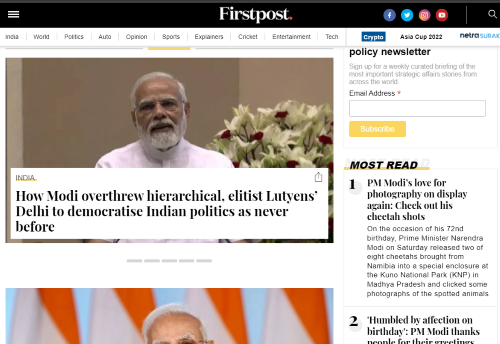 Firstpost.
India
World
Politics
Auto
Opinion
Sports
Explainers
Cricket
Entertainment
Tech
Crypto
Asia Cup 2022
netra SURAK
policy newsletter
Sign up for a weekly curated briefing of the
most important strategic affairs stories from
across the world.
Email Address *
Subscribe
INDIA
How Modi overthrew hierarchical, elitist Lutyens'
Delhi to democratise Indian politics as never
before
MOST READ
1
PM Modi's love for
photography on display
again: Check out his
cheetah shots
On the occasion of his 72nd
birthday, Prime Minister Narendra
Modi on Saturday released two of
eight cheetahs brought from
Namibia into a special enclosure at
the Kuno National Park (KNP) in
Madhya Pradesh and clicked some
photographs of the spotted animals
2
'Humbled by affection on
birthday': PM Modi thanks
people for their greetings